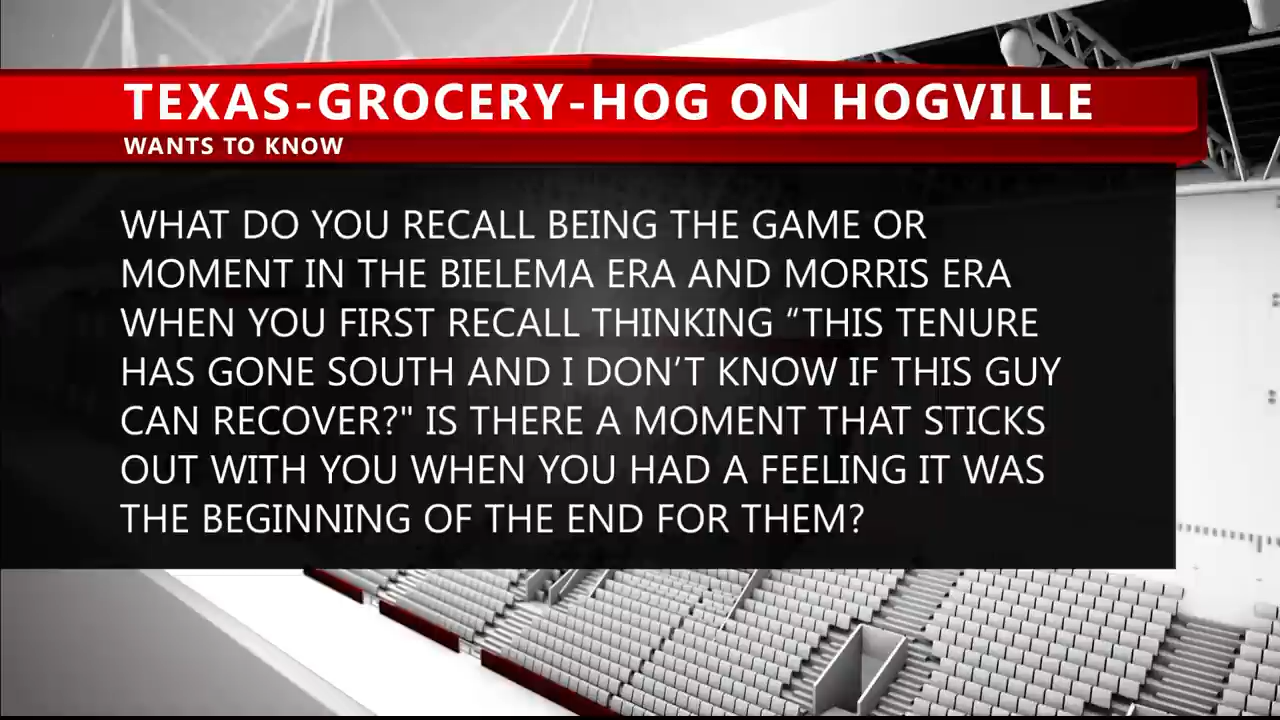 TEXAS-GROCERY-HOG ON HOGVILLE
WANTS TO KNOW
WHAT DO YOU RECALL BEING THE GAME OR
MOMENT IN THE BIELEMA ERA AND MORRIS ERA
WHEN YOU FIRST RECALL THINKING “THIS TENURE
HAS GONE SOUTH AND I DON’T KNOW IF THIS GUY
CAN RECOVER?" IS THERE A MOMENT THAT STICKS
OUT WITH YOU WHEN YOU HAD A FEELING IT WAS
THE BEGINNING OF THE END FOR THEM?